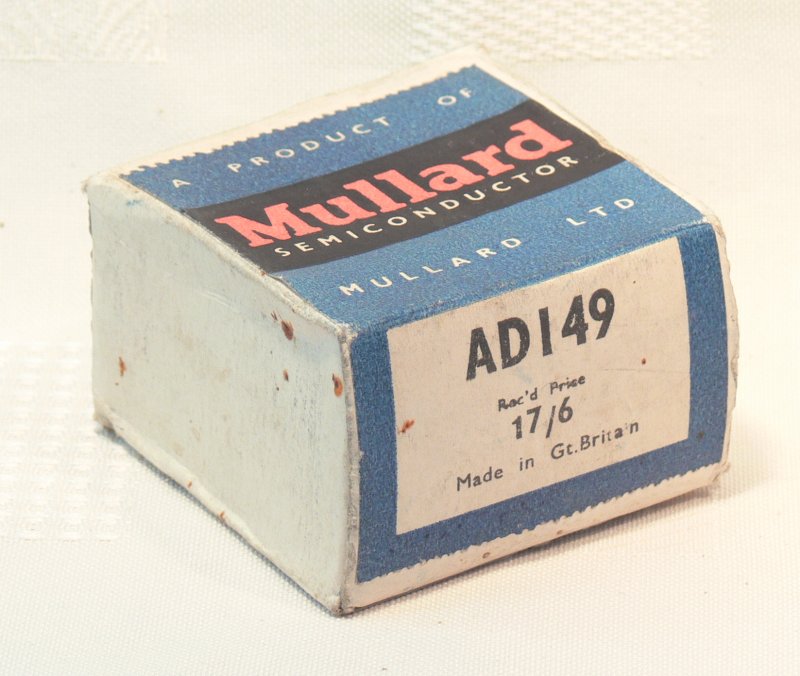 A PRODUCT OF
Mullard
SEMICONDUCTOR
MULLARD LTD
AD149
Rec'd Price
17/6
Made in Gt.Britain